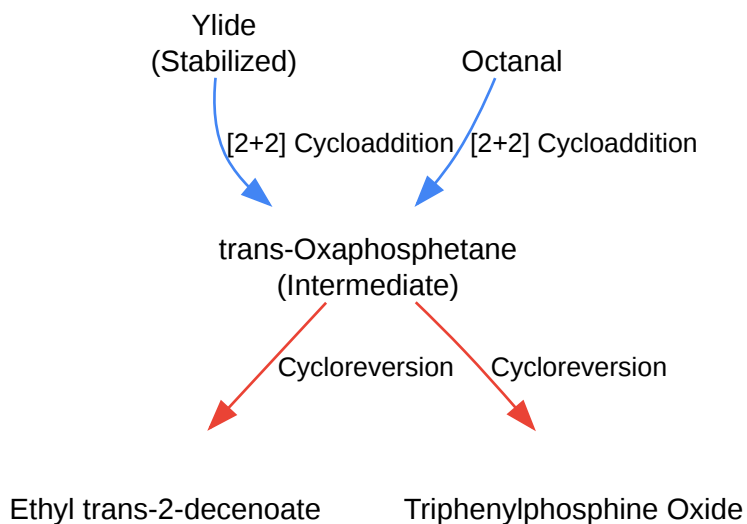 Ylide
(Stabilized)
Octanal
[2+2] Cycloaddition
[2+2] Cycloaddition
trans-Oxaphosphetane
(Intermediate)
Cycloreversion
Cycloreversion
Ethyl trans-2-decenoate
Triphenylphosphine Oxide